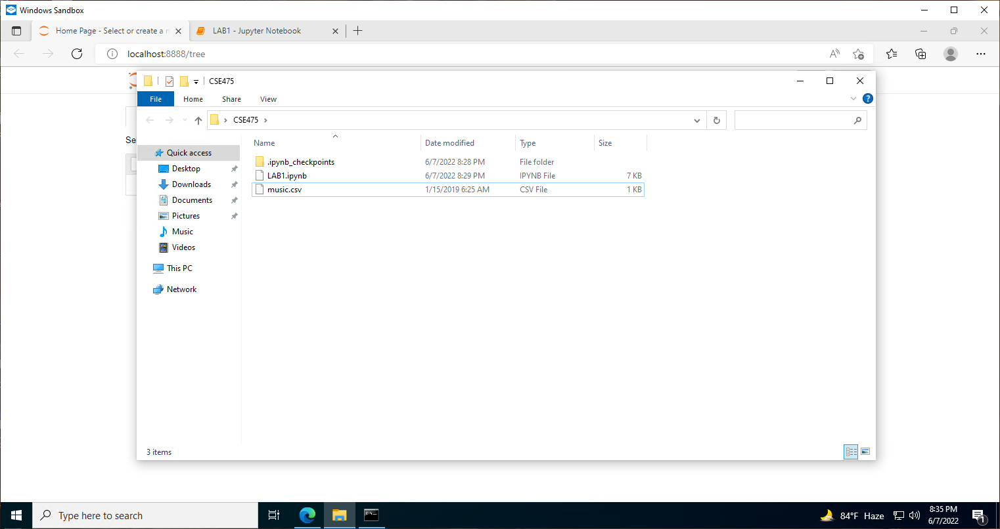 Windows Sandbox
Home Page - Select or create a n
LAB1 - Jupyter Notebook
localhost:8888/tree
CSE475
File Home Share View
CSE475
Se
Name Date modified Type Size
Quick access
Desktop
Downloads
Documents
Pictures
Music
Videos
This PC
Network
.ipynb_checkpoints 6/7/2022 8:28 PM File folder
LAB1.ipynb 6/7/2022 8:29 PM IPYNB File 7 KB
music.csv 1/15/2019 6:25 AM CSV File 1 KB
3 items
Type here to search
84°F Haze
8:35 PM
6/7/2022
1